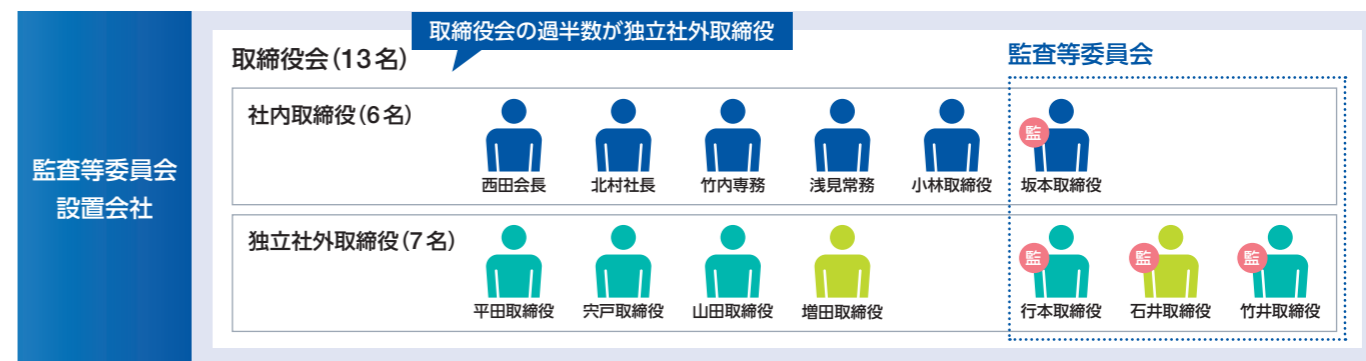 監査等委員会
設置会社
取締役会の過半数が独立社外取締役
取締役会(13名)
監査等委員会
社内取締役(6名)
監
西田会長 北村社長 竹内専務 浅見常務 小林取締役 坂本取締役
独立社外取締役(7名)
監 監 監
平田取締役 宍戸取締役 山田取締役 増田取締役 行本取締役 石井取締役 竹井取締役